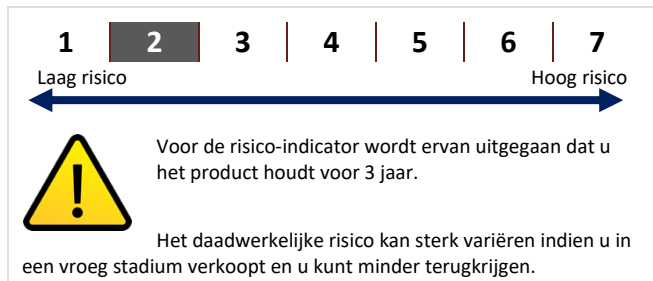 1 2 3 4 5 6 7
Laag risico Hoog risico
Voor de risico-indicator wordt ervan uitgegaan dat u
het product houdt voor 3 jaar.
Het daadwerkelijke risico kan sterk variëren indien u in
een vroeg stadium verkoopt en u kunt minder terugkrijgen.